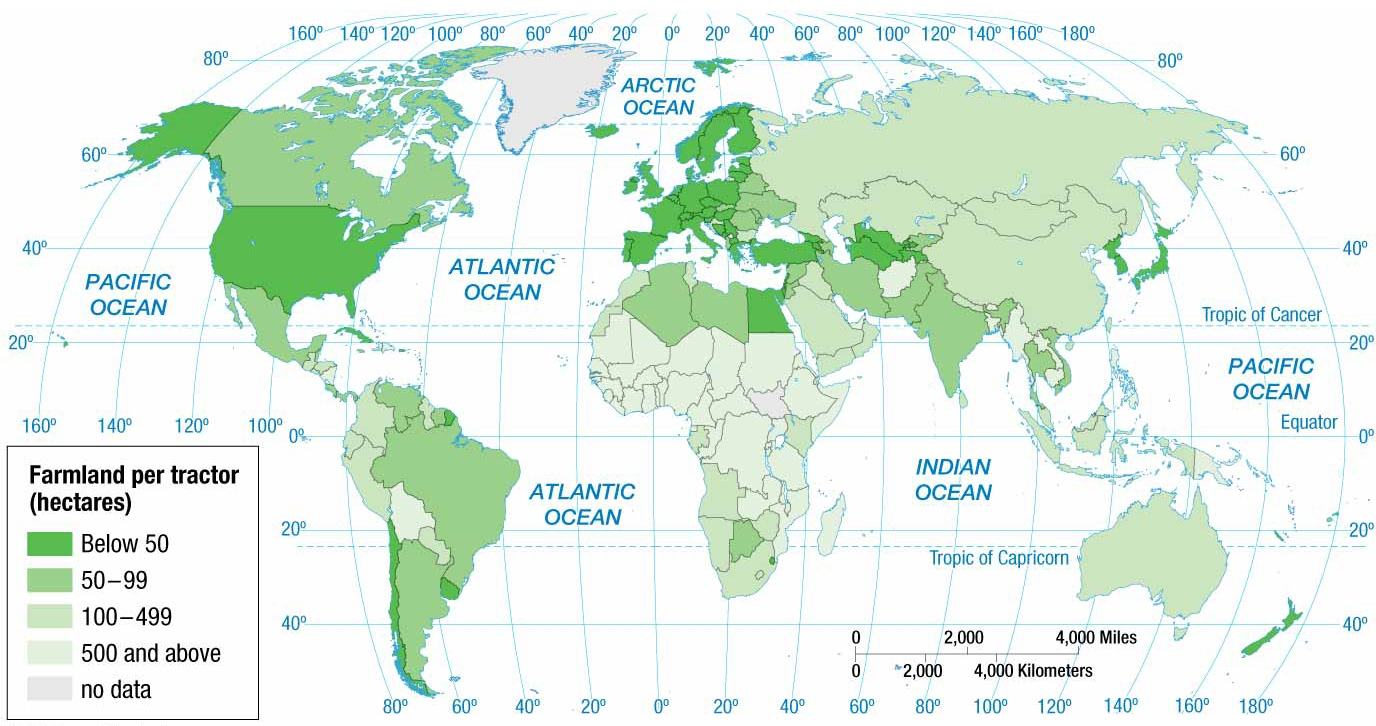 160º 140º 120º 100º 80º 60º 40º 20º 0º 20º 40º 60º 80º 100º 120º 140º 160º 180º
80º
80º
ARCTIC
OCEAN
60º
60º
40º
40º
PACIFIC
OCEAN
ATLANTIC
OCEAN
Tropic of Cancer
20º
20º
PACIFIC
OCEAN
160º 140º 120º 100º
Equator
0º
0º
INDIAN
OCEAN
ATLANTIC
OCEAN
20º
20º
Tropic of Capricorn
40º
40º
0 2,000 4,000 Miles
0 2,000 4,000 Kilometers
80º 60º 40º 20º 0º 20º 40º 60º 80º 100º 120º 140º 160º 180º
Farmland per tractor
(hectares)
Below 50
50–99
100–499
500 and above
no data